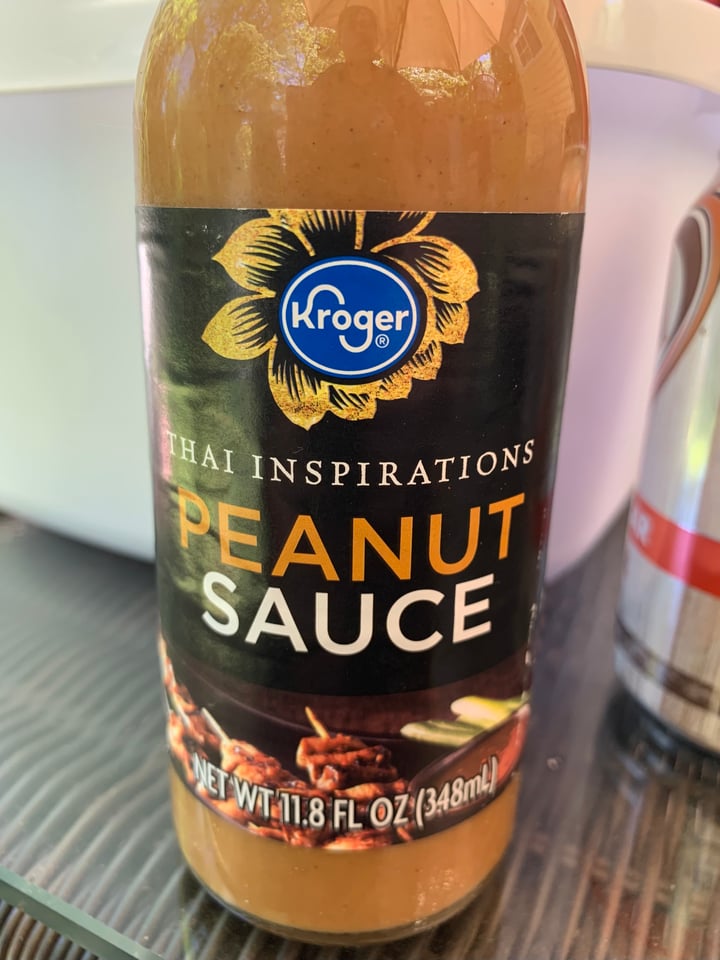 Kroger®
THAI INSPIRATIONS
PEANUT
SAUCE
NET WT 11.8 FL OZ (348mL)